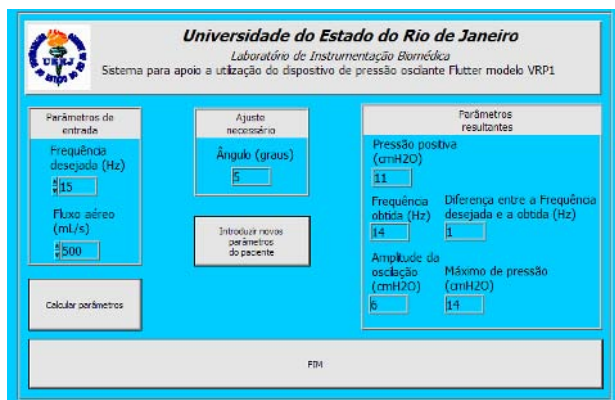 Universidade do Estado do Rio de Janeiro
Laboratório de Instrumentação Biomédica
Sistema para apoio a utilização do dispositivo de pressão oscilante Flutter modelo VRP1
UERJ
Parâmetros de
entrada
Frequência
desejada (Hz)
15
Fluxo aéreo
(mL/s)
500
Calcular parâmetros
Ajuste
necessário
Ângulo (graus)
5
Introduzir novos
parâmetros
do paciente
Parâmetros
resultantes
Pressão positiva
(cmH2O)
11
Frequência
obtida (Hz)
14
Diferença entre a Frequência
desejada e a obtida (Hz)
1
Amplitude da
oscilação
(cmH2O)
6
Máximo de pressão
(cmH2O)
14
FIM